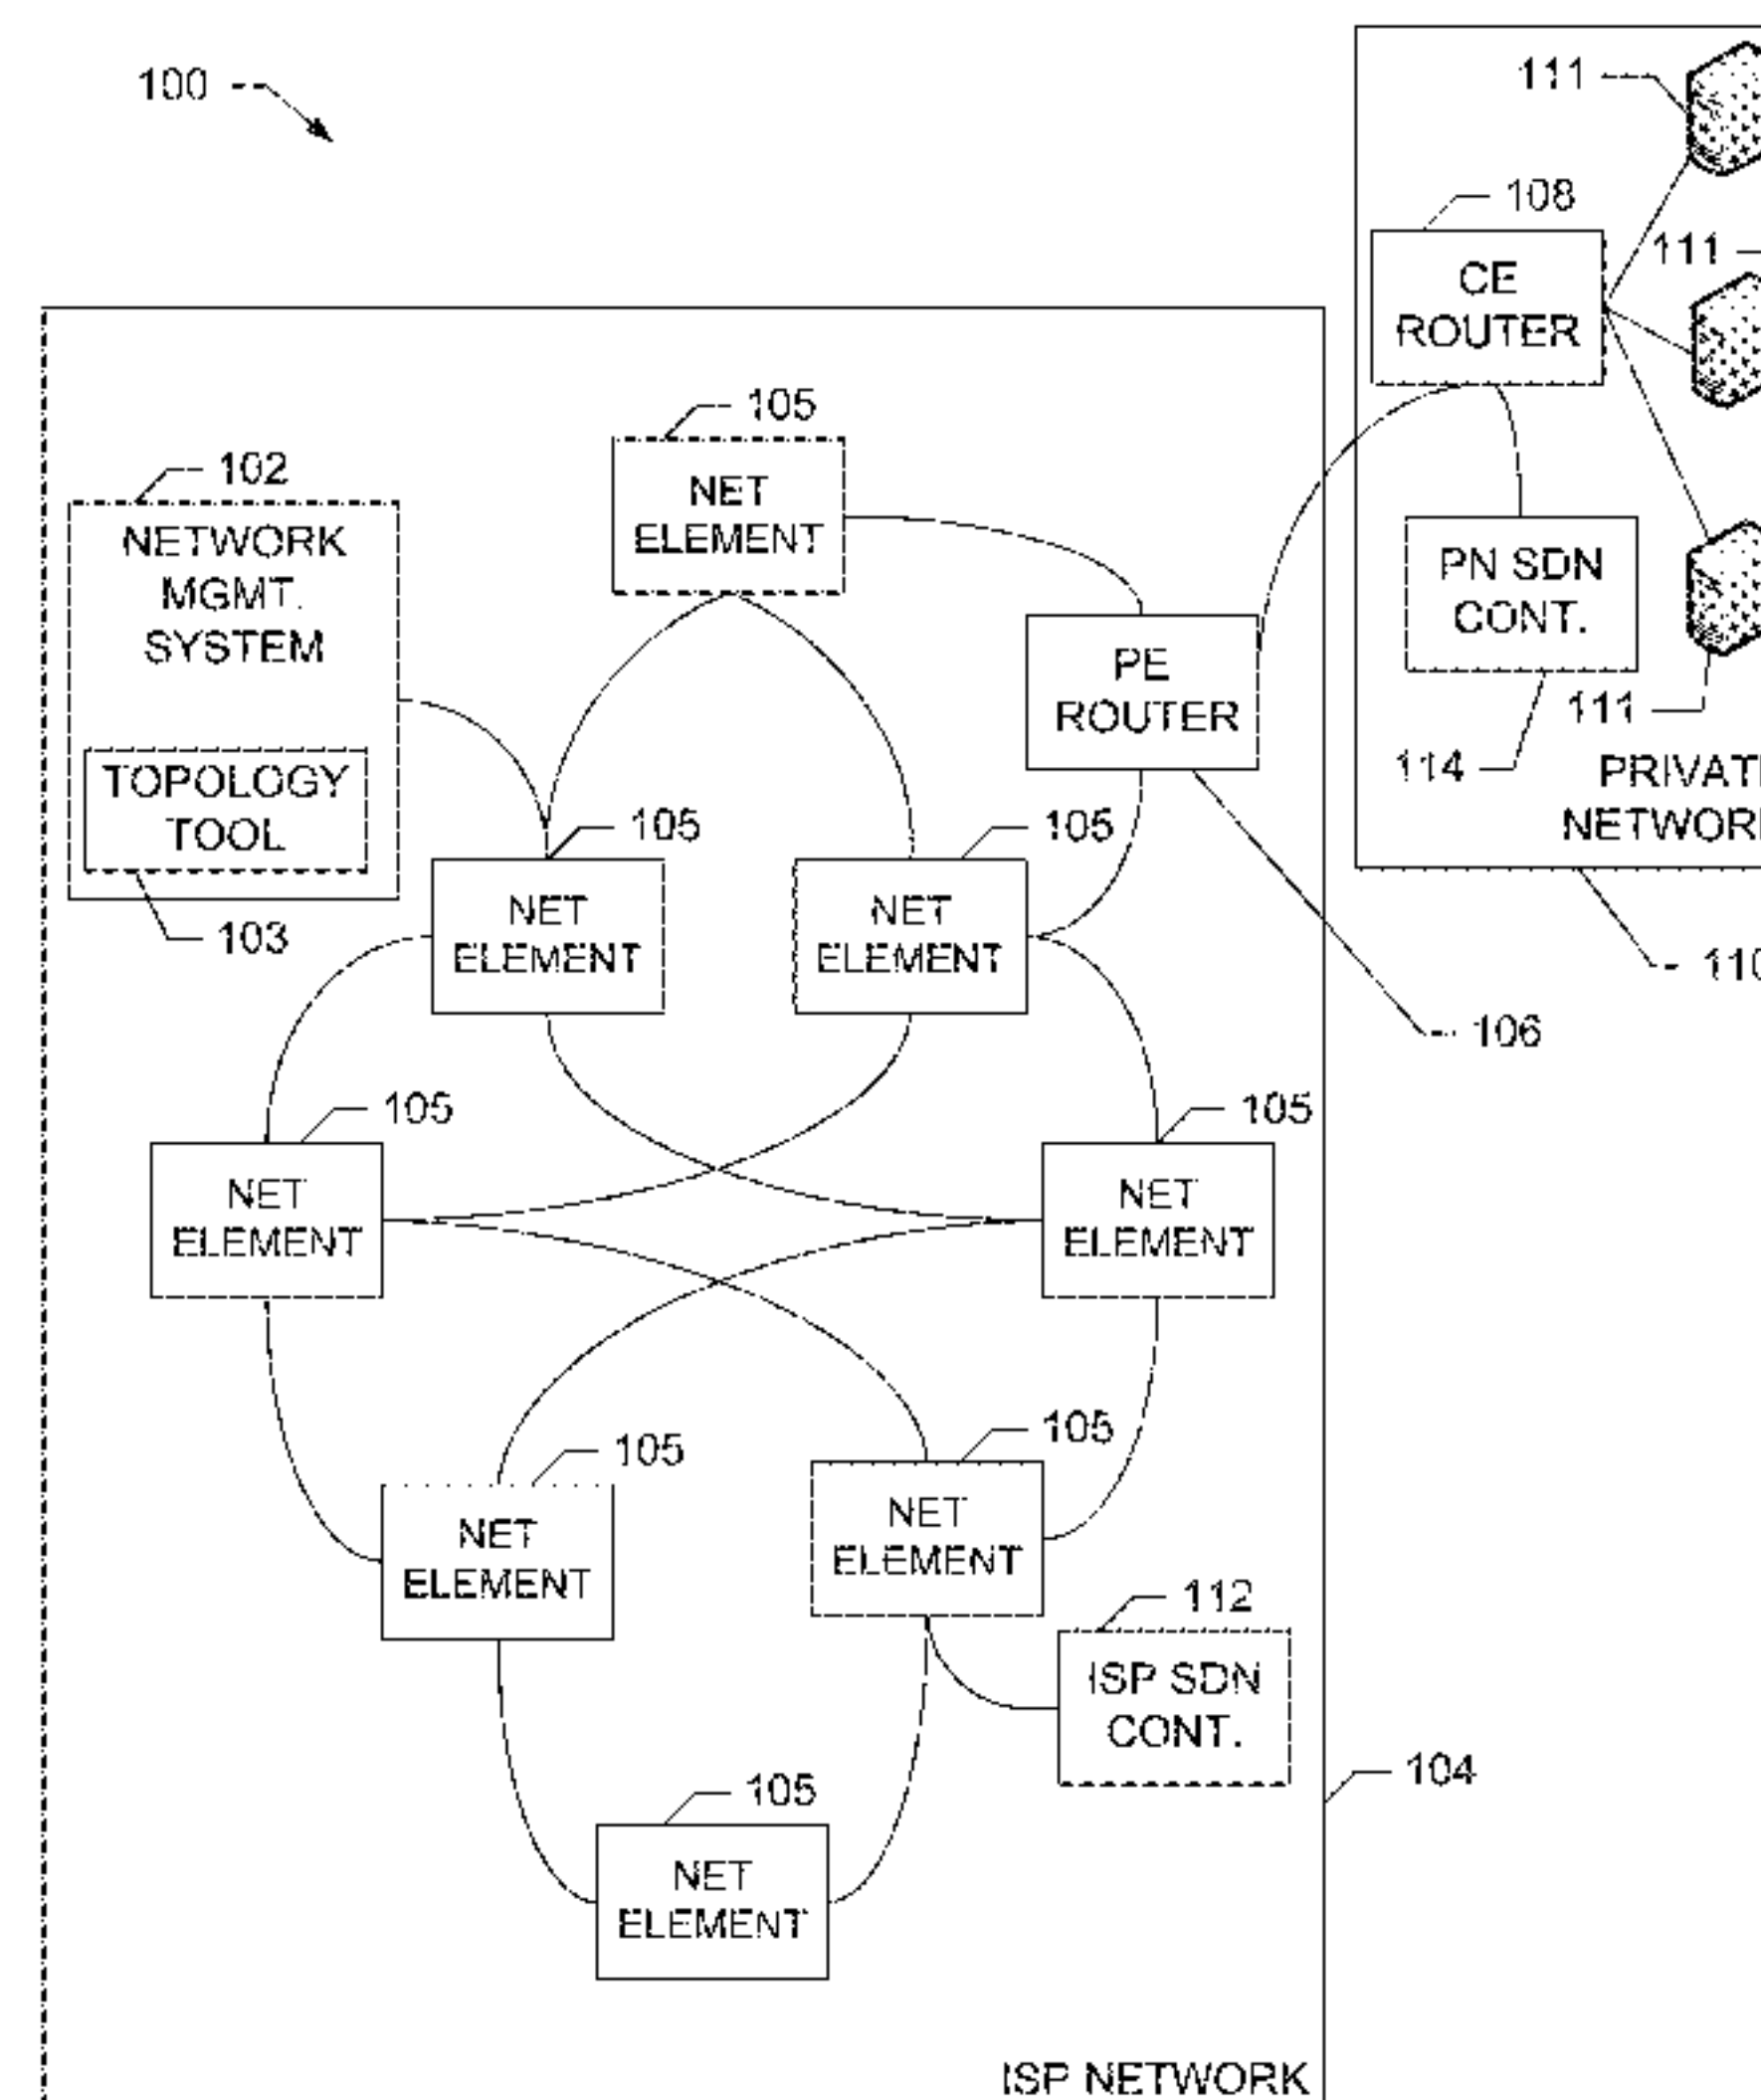 100
111
108
CE
ROUTER
111
105
102
NET
ELEMENT
NETWORK
MGMT.
SYSTEM
PN SDN
CONT.
PE
ROUTER
111
114
TOPOLOGY
TOOL
105
105
103
NET
ELEMENT
NET
ELEMENT
106
105
105
NET
ELEMENT
NET
ELEMENT
105
105
NET
ELEMENT
NET
ELEMENT
112
ISP SDN
CONT.
105
104
NET
ELEMENT
ISP NETWORK